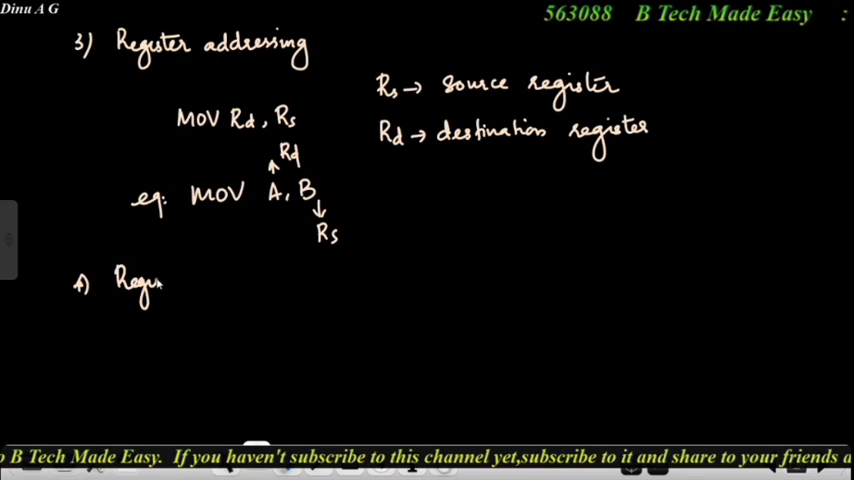 Dinu A G
563088 B Tech Made Easy :
3) Register addressing
Rs → source register
MOV Rd, Rs
Rd → destination register
Rd
eg: MOV A, B
Rs
4) Regi
o B Tech Made Easy. If you haven't subscribe to this channel yet,subscribe to it and share to your friends a